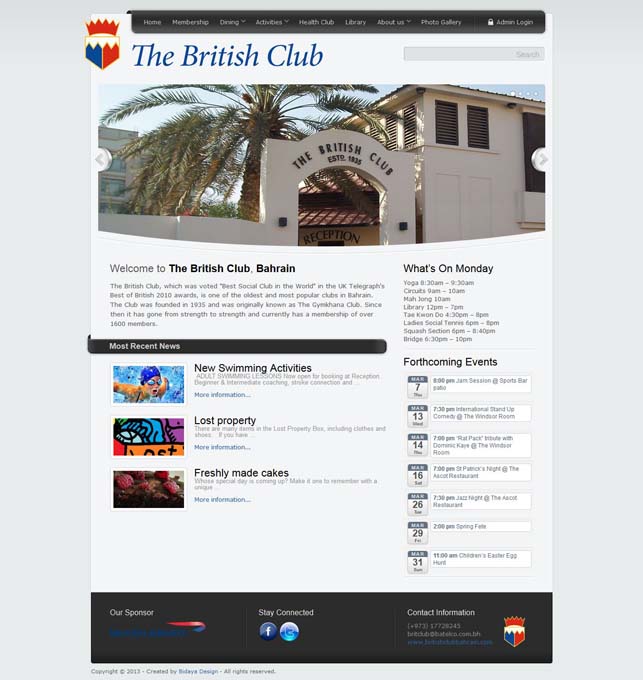 Home Membership Dining Activities Health Club Library About us Photo Gallery Admin Login
The British Club
Search
THE BRITISH CLUB
ESTD. 1935
RECEPTION
Welcome to The British Club, Bahrain
The British Club, which was voted "Best Social Club in the World" in the UK Telegraph's
Best of British 2010 awards, is one of the oldest and most popular clubs in Bahrain.
The Club was founded in 1935 and was originally known as The Gymkhana Club. Since
then it has gone from strength to strength and currently has a membership of over
1600 members.
Most Recent News
New Swimming Activities
ADULT SWIMMING LESSONS Now open for booking at Reception.
Beginner & Intermediate coaching, stroke connection and ...
More information...
Lost
Lost property
There are many items in the Lost Property Box, including clothes and
shoes. If you have ...
Freshly made cakes
Whose special day is coming up? Make it one to remember with a
unique ...
More information...
What's On Monday
Yoga 8:30am – 9:30am
Circuits 9am – 10am
Mah Jong 10am
Library 12pm – 7pm
Tae Kwon Do 4:30pm – 8pm
Ladies Social Tennis 6pm – 8pm
Squash Section 6pm – 8:40pm
Bridge 6:30pm – 10pm
Forthcoming Events
MAR 7 Thu
8:00 pm Jam Session @ Sports Bar
patio
MAR 13 Wed
7:30 pm International Stand Up
Comedy @ The Windsor Room
MAR 14 Thu
7:00 pm 'Rat Pack' tribute with
Dominic Kaye @ The Windsor
Room
MAR 16 Sat
7:00 pm St Patrick's Night @ The
Ascot Restaurant
MAR 26 Tue
7:30 pm Jazz Night @ The Ascot
Restaurant
MAR 29 Fri
2:00 pm Spring Fete
MAR 31 Sun
11:00 am Children's Easter Egg
Hunt
Our Sponsor
Stay Connected
Contact Information
(+973) 17728245
britclub@batelco.com.bh
www.britishclubbahrain.com
Copyright © 2013 - Created by Bidaya Design - All rights reserved.